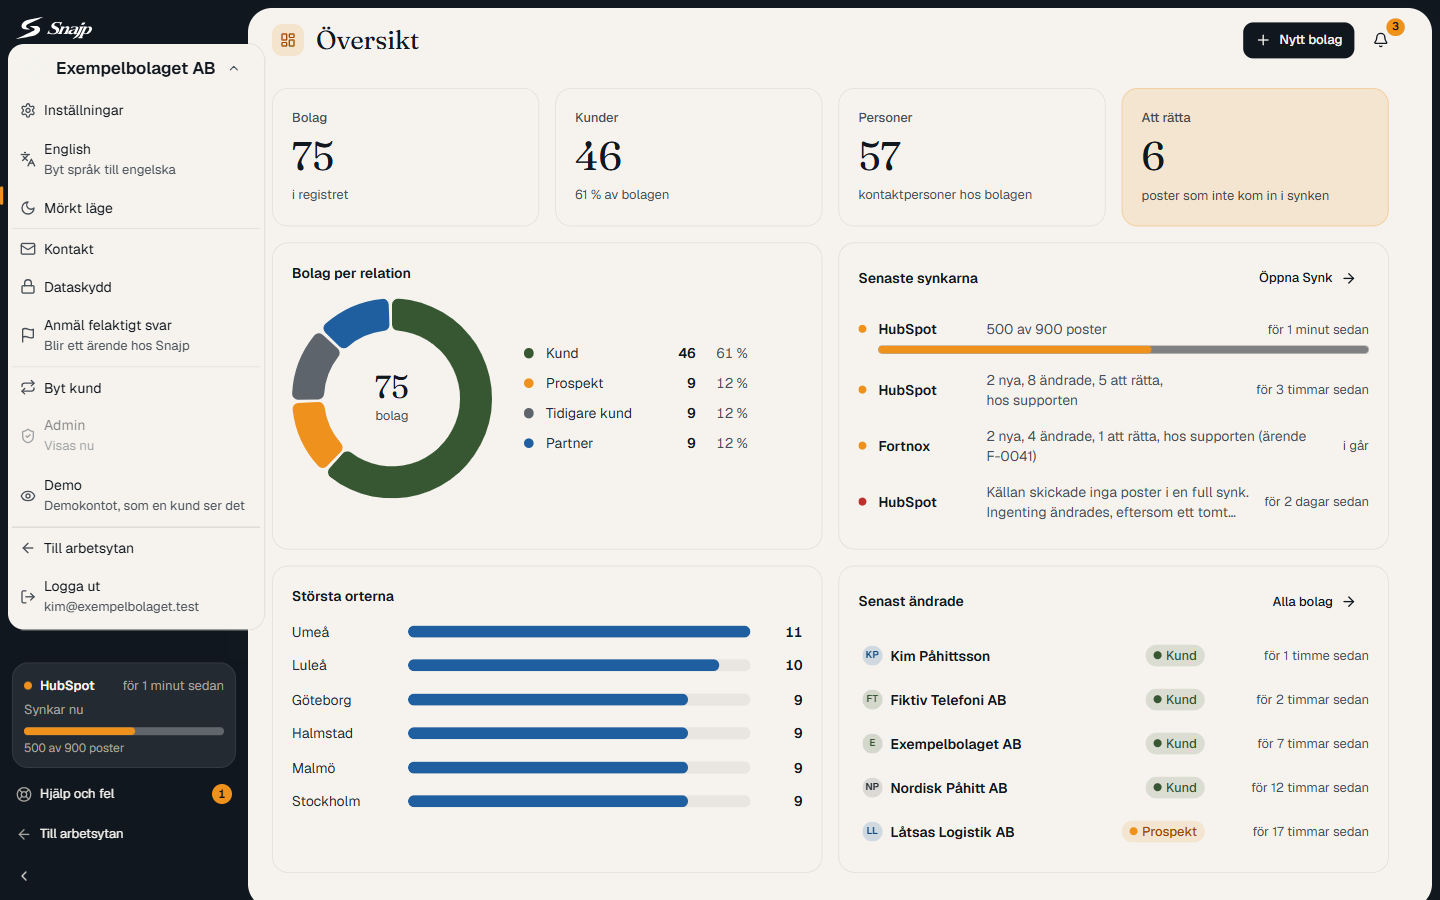 Snajp
Exempelbolaget AB
Inställningar
English
Byt språk till engelska
Mörkt läge
Kontakt
Dataskydd
Anmäl felaktigt svar
Blir ett ärende hos Snajp
Byt kund
Admin
Visas nu
Demo
Demokontot, som en kund ser det
Till arbetsytan
Logga ut
kim@exempelbolaget.test
HubSpot för 1 minut sedan
Synkar nu
500 av 900 poster
Hjälp och fel 1
Till arbetsytan
Översikt
Nytt bolag
3
Bolag
75
i registret
Kunder
46
61 % av bolagen
Personer
57
kontaktpersoner hos bolagen
Att rätta
6
poster som inte kom in i synken
Bolag per relation
75
bolag
Kund 46 61 %
Prospekt 9 12 %
Tidigare kund 9 12 %
Partner 9 12 %
Senaste synkarna
Öppna Synk
HubSpot 500 av 900 poster för 1 minut sedan
HubSpot 2 nya, 8 ändrade, 5 att rätta, för 3 timmar sedan
hos supporten
Fortnox 2 nya, 4 ändrade, 1 att rätta, hos supporten (ärende i går
F-0041)
HubSpot Källan skickade inga poster i en full synk. för 2 dagar sedan
Ingenting ändrades, eftersom ett tomt...
Största orterna
Umeå 11
Luleå 10
Göteborg 9
Halmstad 9
Malmö 9
Stockholm 9
Senast ändrade
Alla bolag
KP Kim Påhittsson Kund för 1 timme sedan
FT Fiktiv Telefoni AB Kund för 2 timmar sedan
E Exempelbolaget AB Kund för 7 timmar sedan
NP Nordisk Påhitt AB Kund för 12 timmar sedan
LL Låtsas Logistik AB Prospekt för 17 timmar sedan